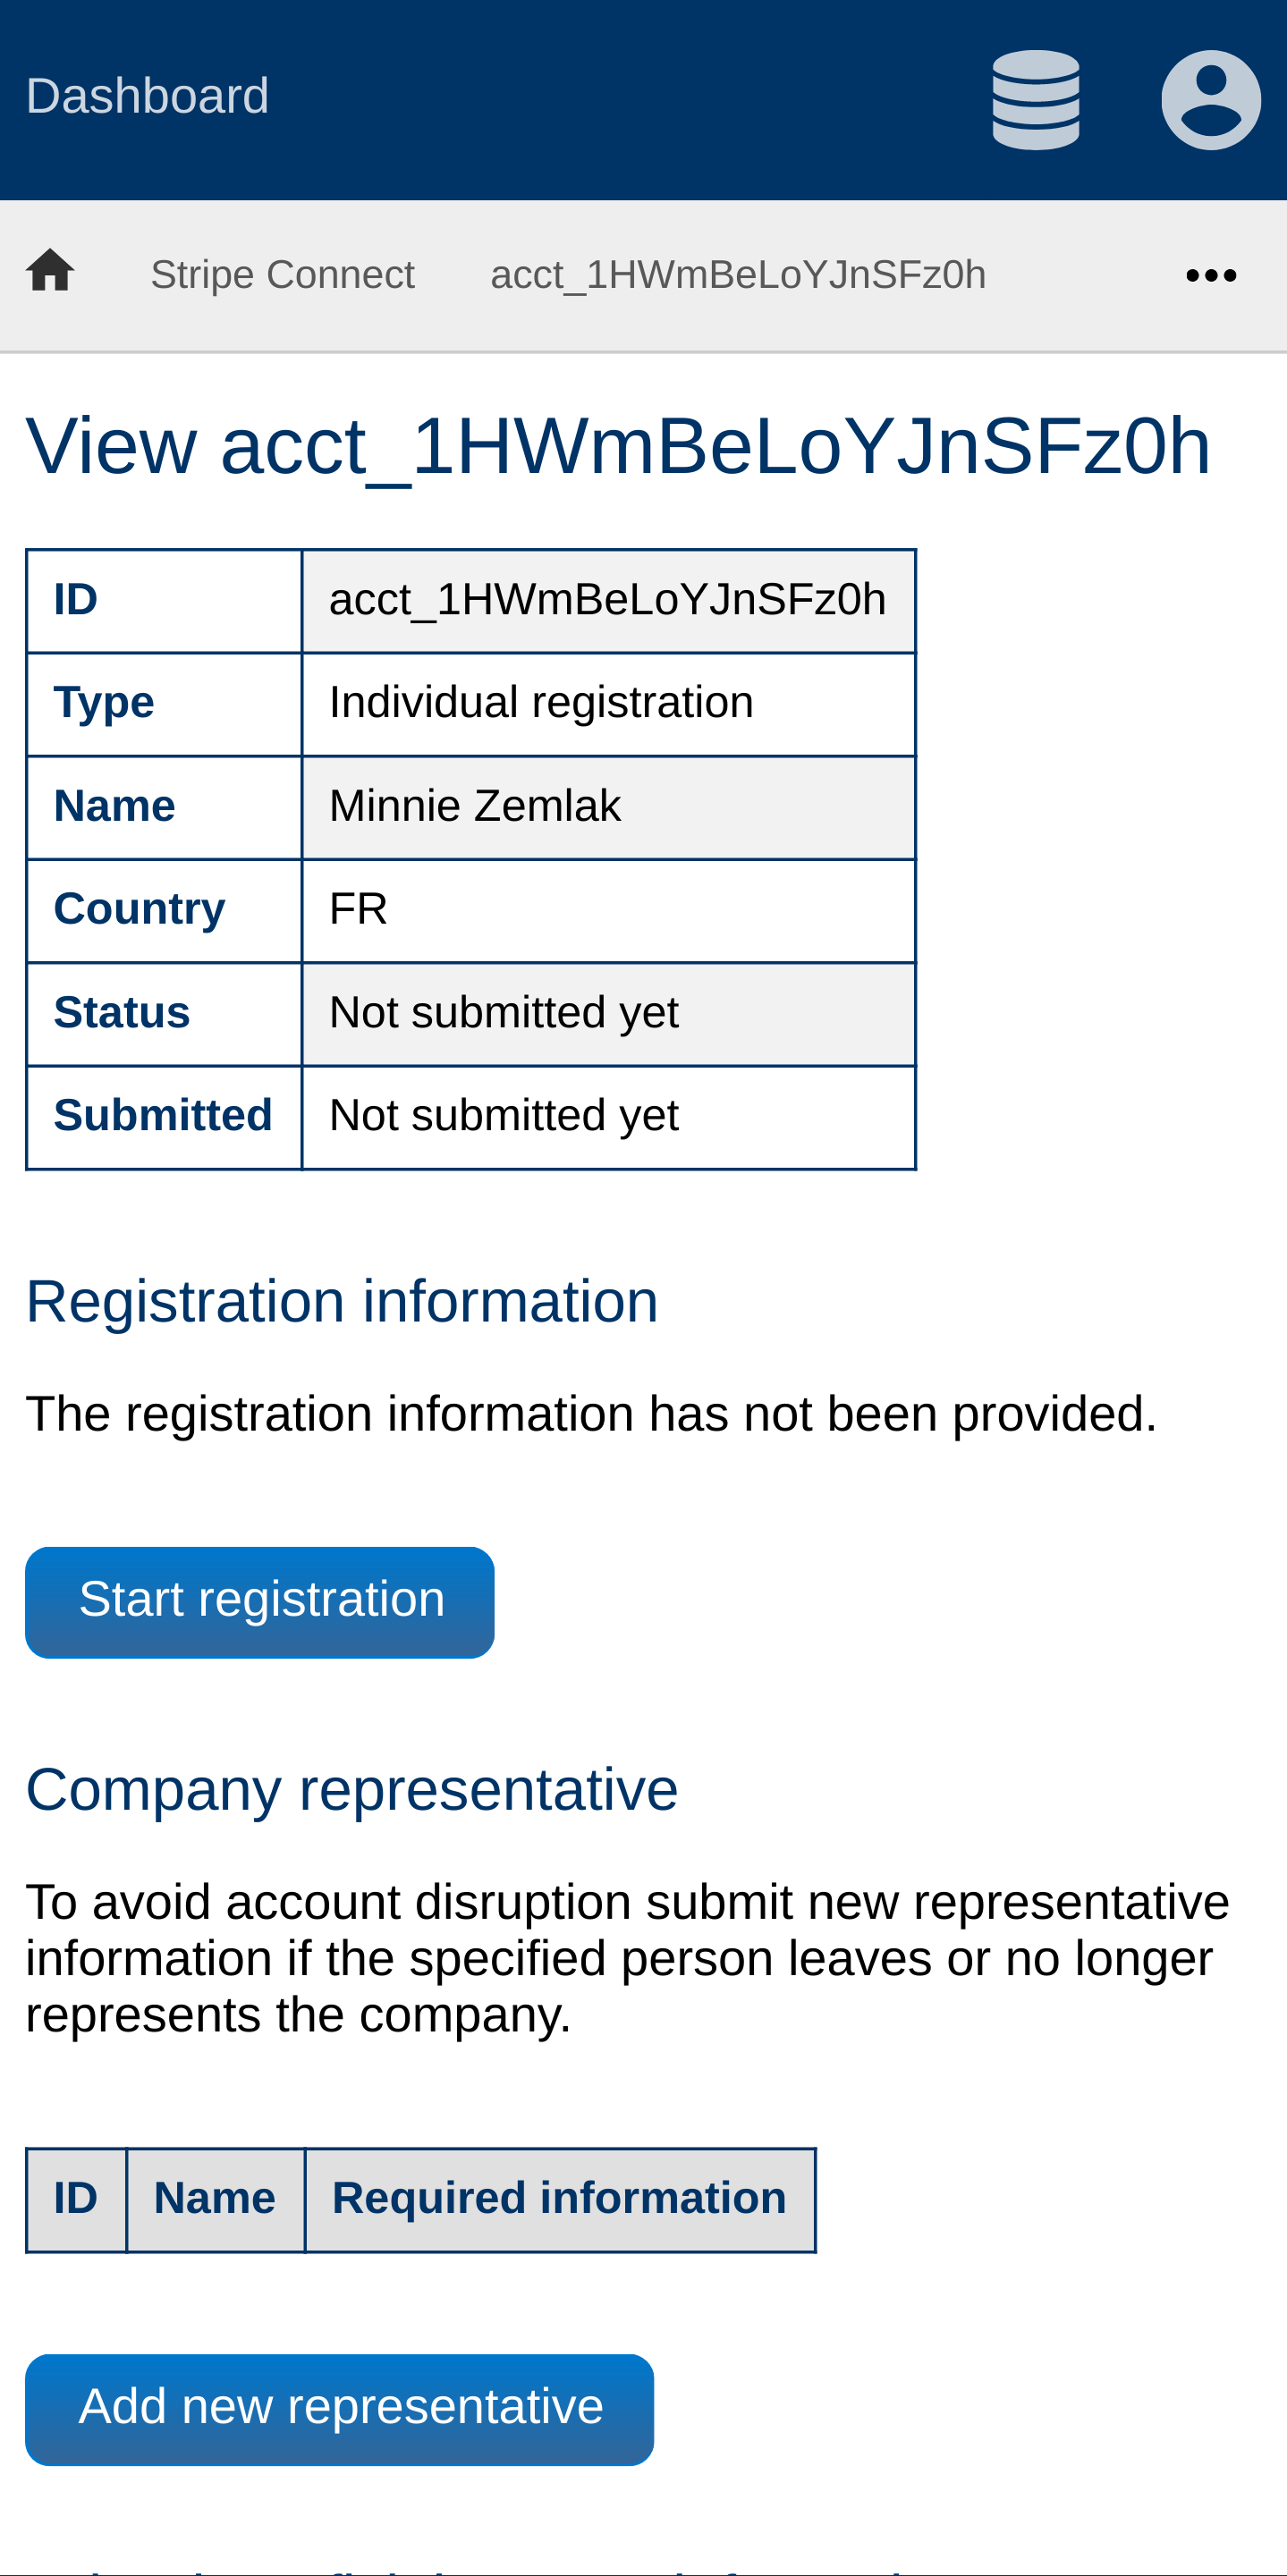 Dashboard
Stripe Connect acct_1HWmBeLoYJnSFz0h
View acct_1HWmBeLoYJnSFz0h
ID acct_1HWmBeLoYJnSFz0h
Type Individual registration
Name Minnie Zemlak
Country FR
Status Not submitted yet
Submitted Not submitted yet
Registration information
The registration information has not been provided.
Start registration
Company representative
To avoid account disruption submit new representative
information if the specified person leaves or no longer
represents the company.
ID Name Required information
Add new representative